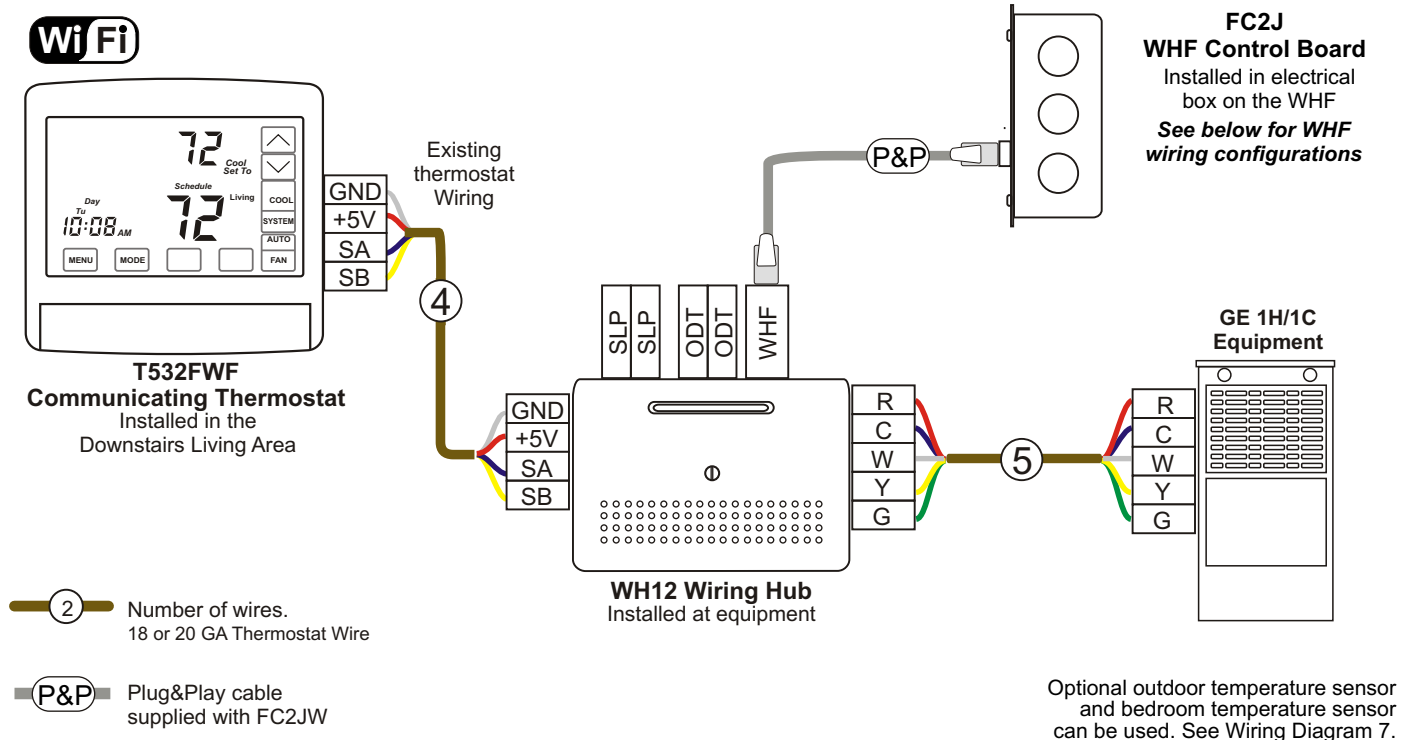 Wi Fi
FC2J
WHF Control Board
Installed in electrical
box on the WHF
See below for WHF
wiring configurations
P&P
72
Cool
Set To
Schedule
72
Living
Day
Tu
10:08 AM
COOL
SYSTEM
AUTO
FAN
MENU
MODE
GND
+5V
SA
SB
Existing
thermostat
Wiring
4
T532FWF
Communicating Thermostat
Installed in the
Downstairs Living Area
SLP
SLP
ODT
ODT
WHF
GND
+5V
SA
SB
R
C
W
Y
G
5
R
C
W
Y
G
GE 1H/1C
Equipment
WH12 Wiring Hub
Installed at equipment
2
Number of wires.
18 or 20 GA Thermostat Wire
P&P
Plug&Play cable
supplied with FC2JW
Optional outdoor temperature sensor
and bedroom temperature sensor
can be used. See Wiring Diagram 7.